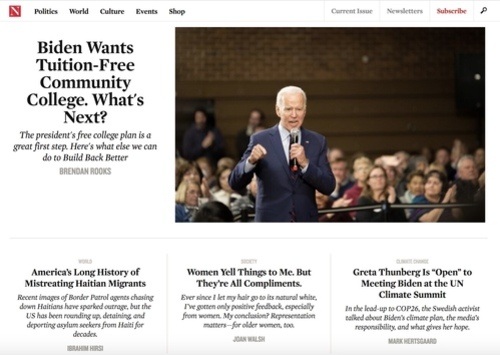 N Politics World Culture Events Shop Current Issue Newsletters Subscribe
Biden Wants
Tuition-Free
Community
College. What's
Next?
The president's free college plan is a
great first step. Here's what else we can
do to Build Back Better
BRENDAN ROOKS
WORLD
America's Long History of
Mistreating Haitian Migrants
Recent images of Border Patrol agents chasing
down Haitians have sparked outrage, but the
US has been rounding up, detaining, and
deporting asylum seekers from Haiti for
decades.
IBRAHIM HIRSI
SOCIETY
Women Yell Things to Me. But
They're All Compliments.
Ever since I let my hair go to its natural white,
I've gotten only positive feedback, especially
from women. My conclusion? Representation
matters—for older women, too.
JOAN WALSH
CLIMATE CHANGE
Greta Thunberg Is “Open” to
Meeting Biden at the UN
Climate Summit
In the lead-up to COP26, the Swedish activist
talked about Biden's climate plan, the media's
responsibility, and what gives her hope.
MARK HERTSGAARD